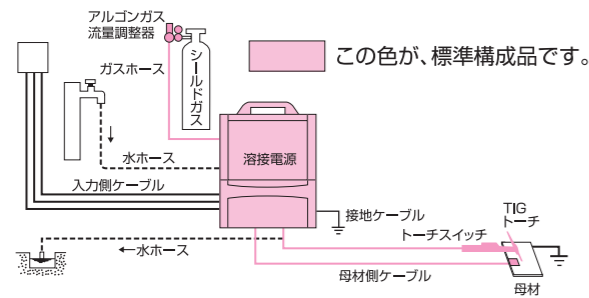 アルゴンガス
流量調整器
ガスホース
シールドガス
この色が、標準構成品です。
水ホース
溶接電源
入力側ケーブル
接地ケーブル
TIG
トーチ
トーチスイッチ
←水ホース
母材側ケーブル
母材